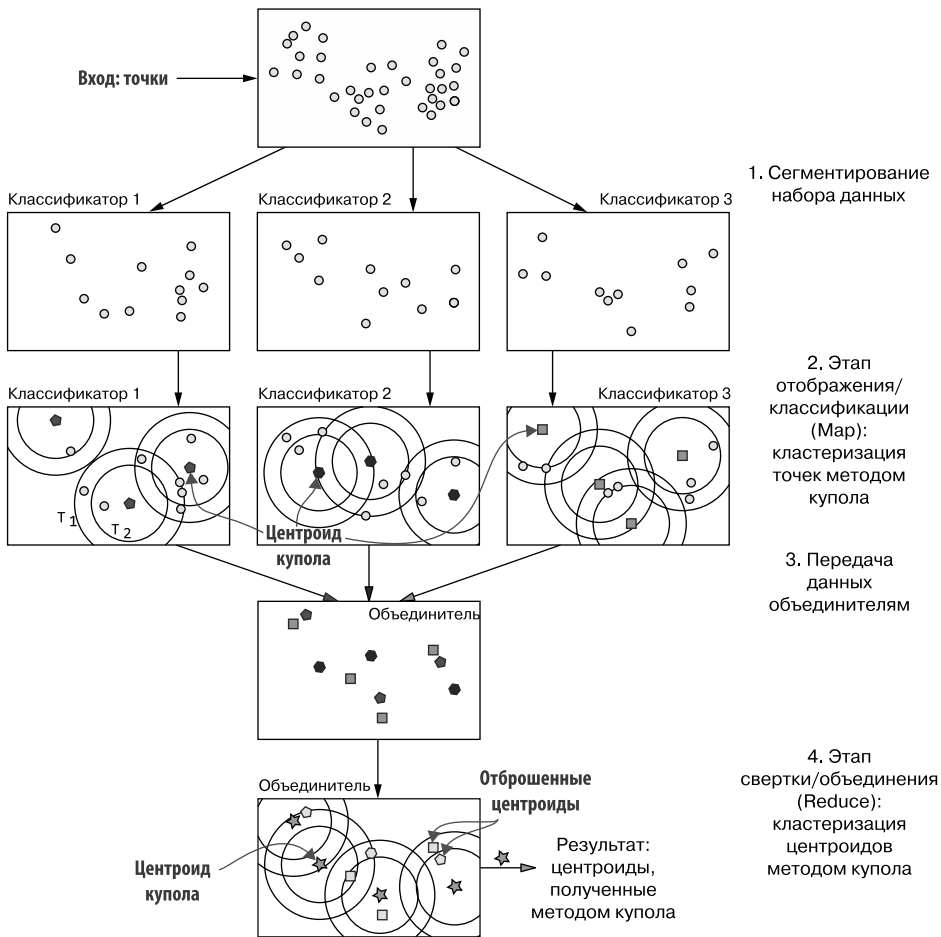 Вход: точки
1. Сегментирование
набора данных
Классификатор 1
Классификатор 2
Классификатор 3
2. Этап
отображения/
классификации
(Map):
кластеризация
точек методом
купола
Классификатор 1
Классификатор 2
Классификатор 3
T 1
T 2
Центроид
купола
3. Передача
данных
объединителям
Объединитель
4. Этап
свертки/объединения
(Reduce):
кластеризация
центроидов
методом купола
Объединитель
Отброшенные
центроиды
Центроид
купола
Результат:
центроиды,
полученные
методом купола